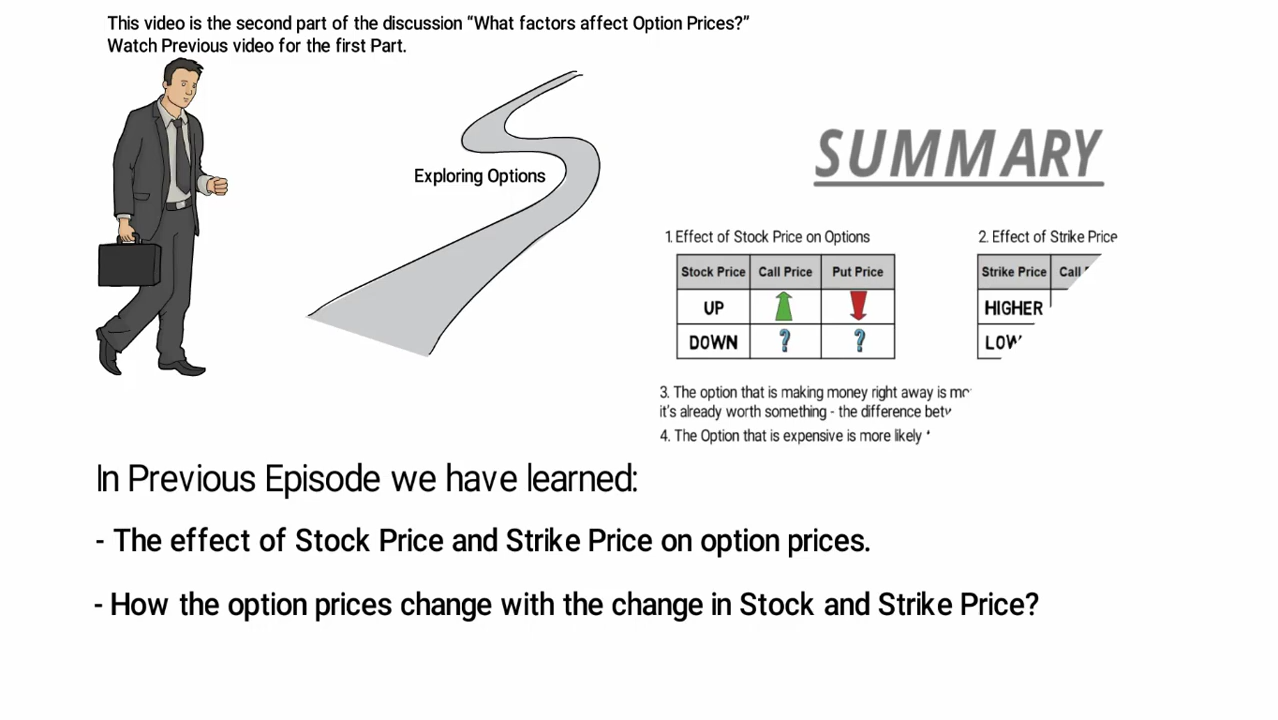 This video is the second part of the discussion “What factors affect Option Prices?”
Watch Previous video for the first Part.
Exploring Options
SUMMARY
1. Effect of Stock Price on Options
Stock Price Call Price Put Price
UP
DOWN ? ?
2. Effect of Strike Price
Strike Price Call
HIGHER
3. The option that is making money right away is
it's already worth something - the difference
4. The Option that is expensive is more likely
In Previous Episode we have learned:
- The effect of Stock Price and Strike Price on option prices.
- How the option prices change with the change in Stock and Strike Price?